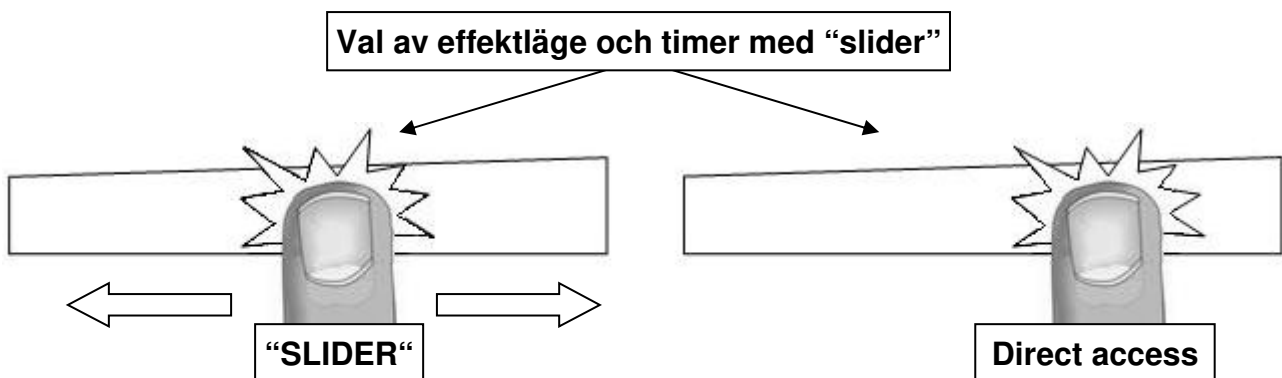 Val av effektläge och timer med “slider”
“SLIDER“
Direct access